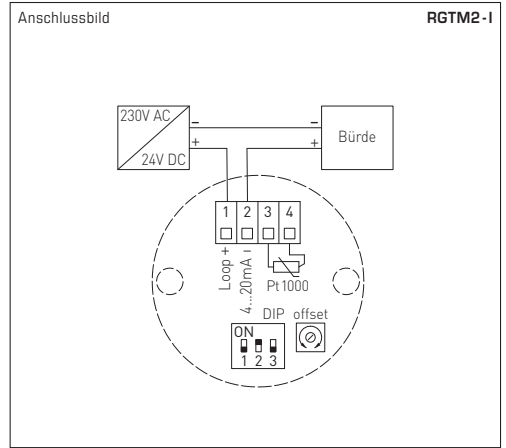 Anschlussbild RGTM2-I
230V AC
24V DC
–
+
–
+
Bürde
1 2 3 4
Loop +
4...20mA –
Pt1000
DIP offset
ON
1 2 3